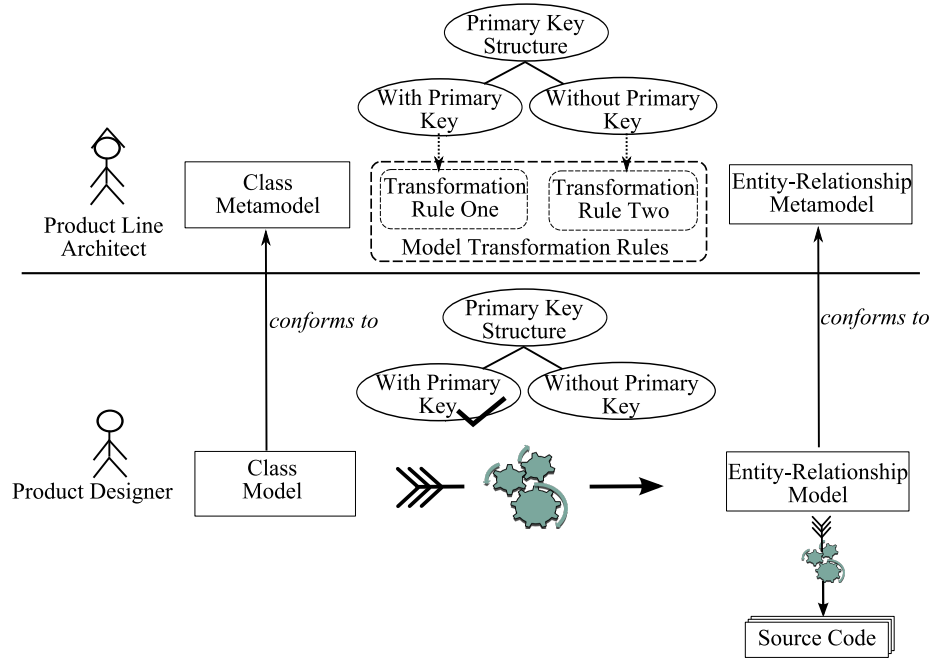 Primary Key
Structure
With Primary
Key
Without Primary
Key
Product Line
Architect
Class
Metamodel
Transformation
Rule One
Transformation
Rule Two
Model Transformation Rules
Entity-Relationship
Metamodel
conforms to
conforms to
Primary Key
Structure
With Primary
Key
Without Primary
Key
Product Designer
Class
Model
Entity-Relationship
Model
Source Code